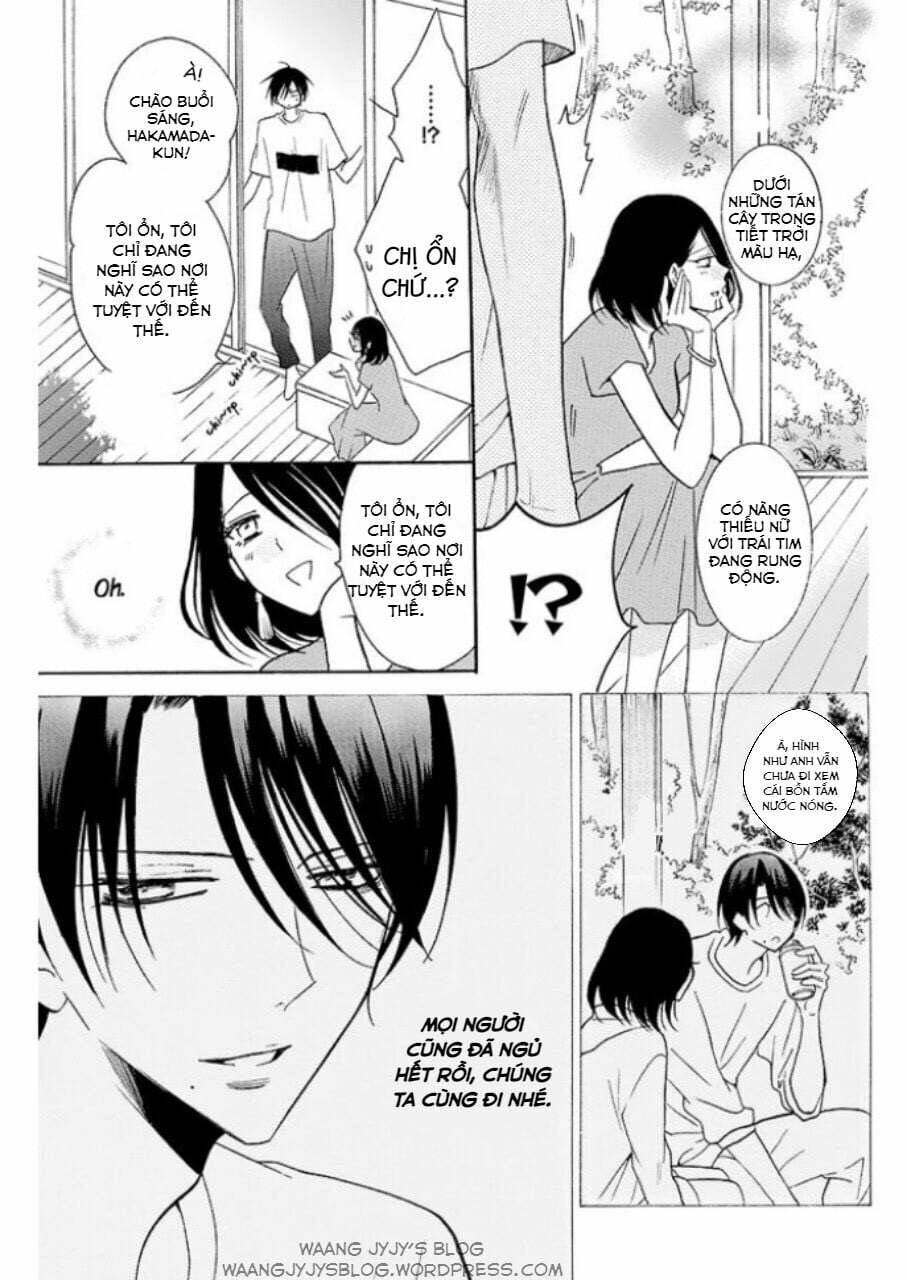 DƯỚI
NHỮNG TÁN
CÂY TRONG
TIẾT TRỜI
MÀU HẠ,
CÓ NÀNG
THIẾU NỮ
VỚI TRÁI TIM
ĐANG RUNG
ĐỘNG.
!?
......
!?
CHỊ ỔN
CHỨ...?
À!
CHÀO BUỔI
SÁNG,
HAKAMADA-
KUN!
TÔI ỔN, TÔI
CHỈ ĐANG
NGHĨ SAO NƠI
NÀY CÓ THỂ
TUYỆT VỚI ĐẾN
THẾ.
chirrp
chirrp
TÔI ỔN, TÔI
CHỈ ĐANG
NGHĨ SAO NƠI
NÀY CÓ THỂ
TUYỆT VỚI ĐẾN
THẾ.
Oh.
Á, HÌNH
NHƯ ANH VẪN
CHƯA ĐI XEM
CÁI BỒN TẮM
NƯỚC NÓNG.
MỌI NGƯỜI
CŨNG ĐÃ NGỦ
HẾT RỒI, CHÚNG
TA CÙNG ĐI NHÉ.
WAANG JYJY'S BLOG
WAANGJYJYSBLOG.WORDPRESS.COM